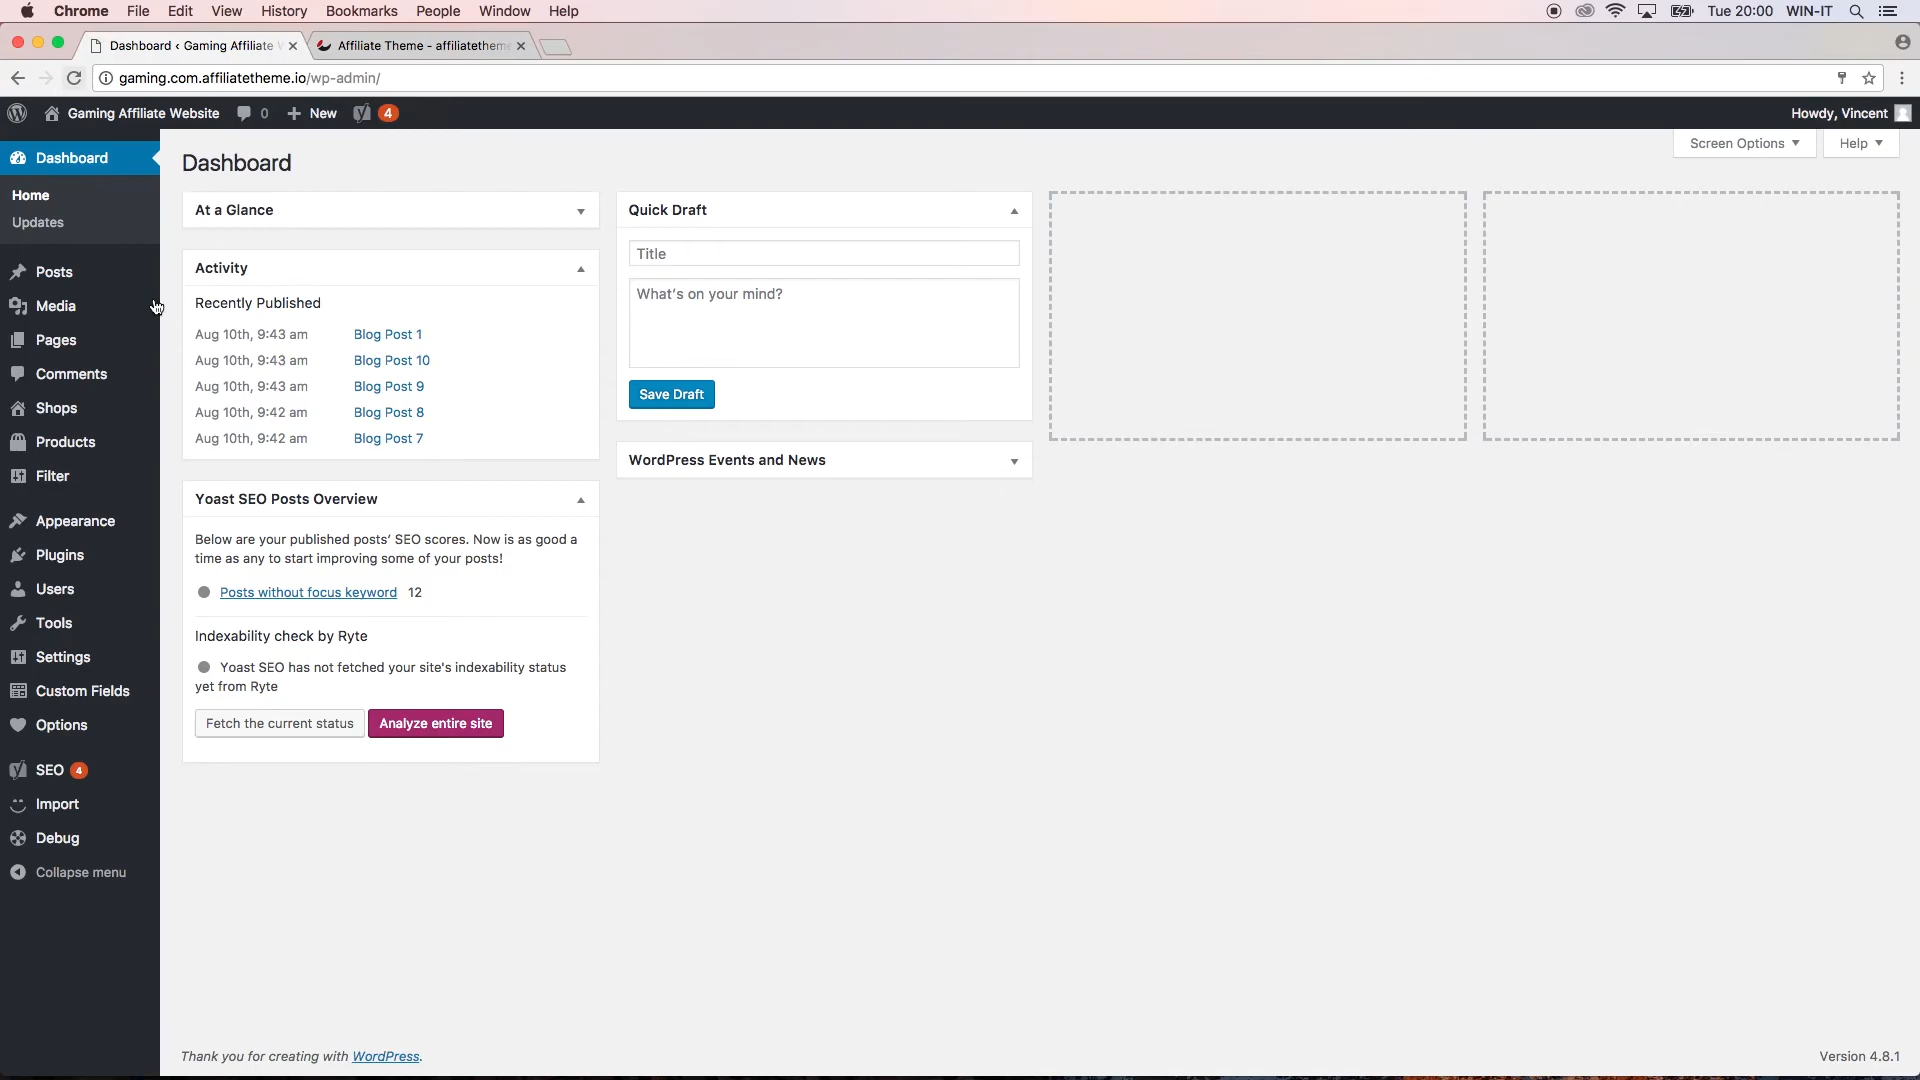 Chrome File Edit View History Bookmarks People Window Help Tue 20:00 WIN-IT
Dashboard ‹ Gaming Affiliate Affiliate Theme - affiliatethem
gaming.com.affiliatetheme.io/wp-admin/
Gaming Affiliate Website 0 New 4 Howdy, Vincent
Dashboard
Home
Updates
Posts
Media
Pages
Comments
Shops
Products
Filter
Appearance
Plugins
Users
Tools
Settings
Custom Fields
Options
SEO 4
Import
Debug
Collapse menu
Screen Options Help
Dashboard
At a Glance
Activity
Recently Published
Aug 10th, 9:43 am Blog Post 1
Aug 10th, 9:43 am Blog Post 10
Aug 10th, 9:43 am Blog Post 9
Aug 10th, 9:42 am Blog Post 8
Aug 10th, 9:42 am Blog Post 7
Yoast SEO Posts Overview
Below are your published posts’ SEO scores. Now is as good a
time as any to start improving some of your posts!
Posts without focus keyword 12
Indexability check by Ryte
Yoast SEO has not fetched your site's indexability status
yet from Ryte
Fetch the current status Analyze entire site
Quick Draft
Title
What’s on your mind?
Save Draft
WordPress Events and News
Thank you for creating with WordPress. Version 4.8.1